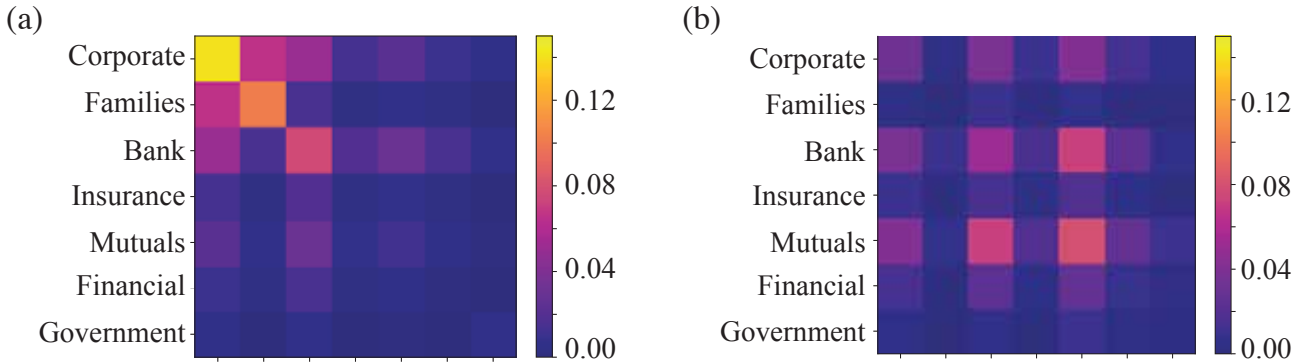 (a)
Corporate
Families
Bank
Insurance
Mutuals
Financial
Government
0.12
0.08
0.04
0.00
(b)
Corporate
Families
Bank
Insurance
Mutuals
Financial
Government
0.12
0.08
0.04
0.00